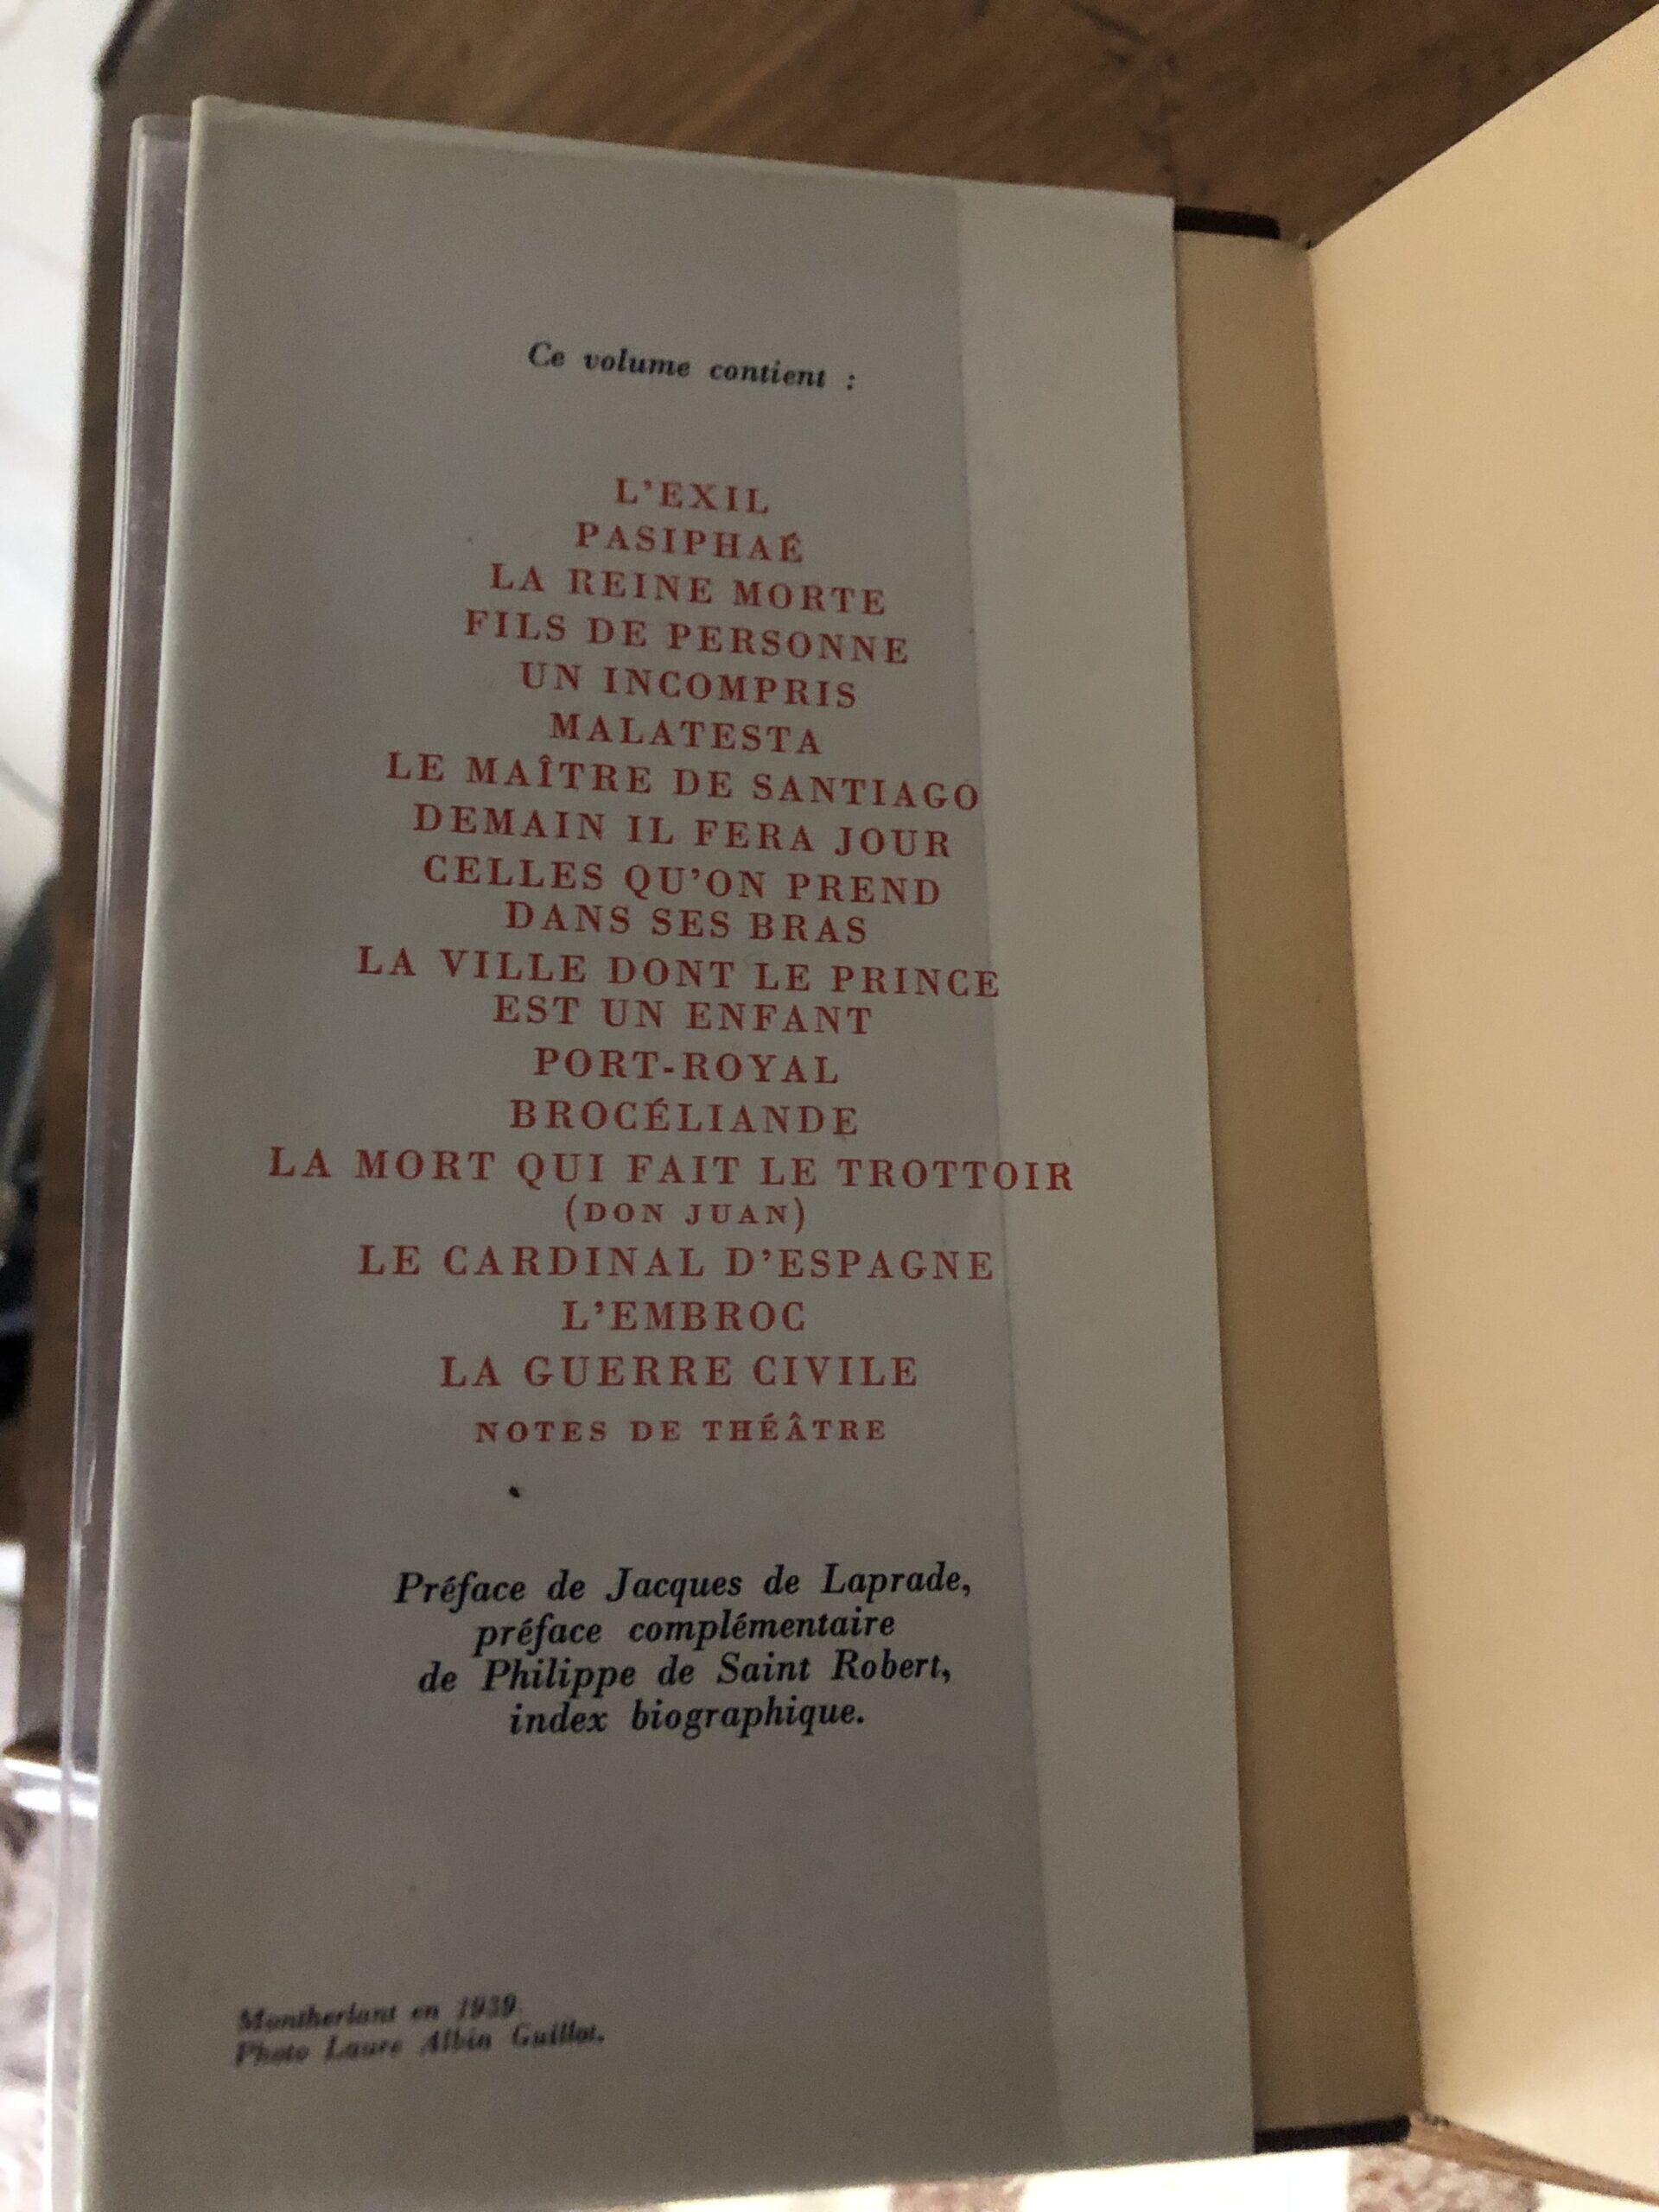 Ce volume contient :
L'EXIL
PASIPHAÉ
LA REINE MORTE
FILS DE PERSONNE
UN INCOMPRIS
MALATESTA
LE MAÎTRE DE SANTIAGO
DEMAIN IL FERA JOUR
CELLES QU'ON PREND
DANS SES BRAS
LA VILLE DONT LE PRINCE
EST UN ENFANT
PORT-ROYAL
BROCÉLIANDE
LA MORT QUI FAIT LE TROTTOIR
(DON JUAN)
LE CARDINAL D'ESPAGNE
L'EMBROC
LA GUERRE CIVILE
NOTES DE THÉÂTRE
Préface de Jacques de Laprade,
préface complémentaire
de Philippe de Saint Robert,
index biographique.
Montherlant en 1939.
Photo Laure Albin Guillot.